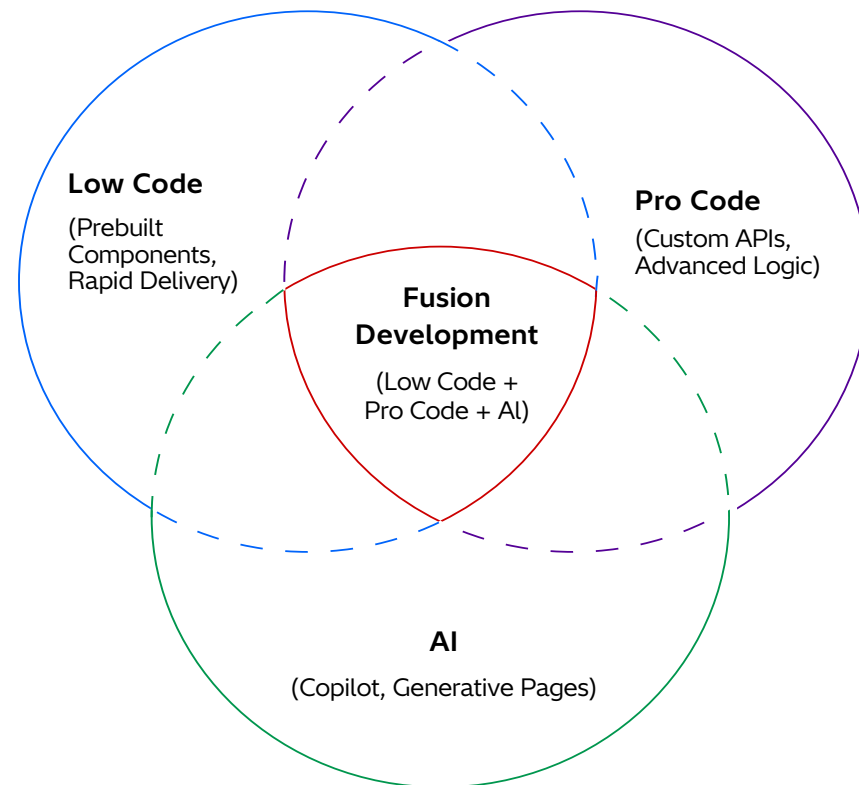 Low Code
(Prebuilt
Components,
Rapid Delivery)
Pro Code
(Custom APIs,
Advanced Logic)
Fusion
Development
(Low Code +
Pro Code + AI)
AI
(Copilot, Generative Pages)